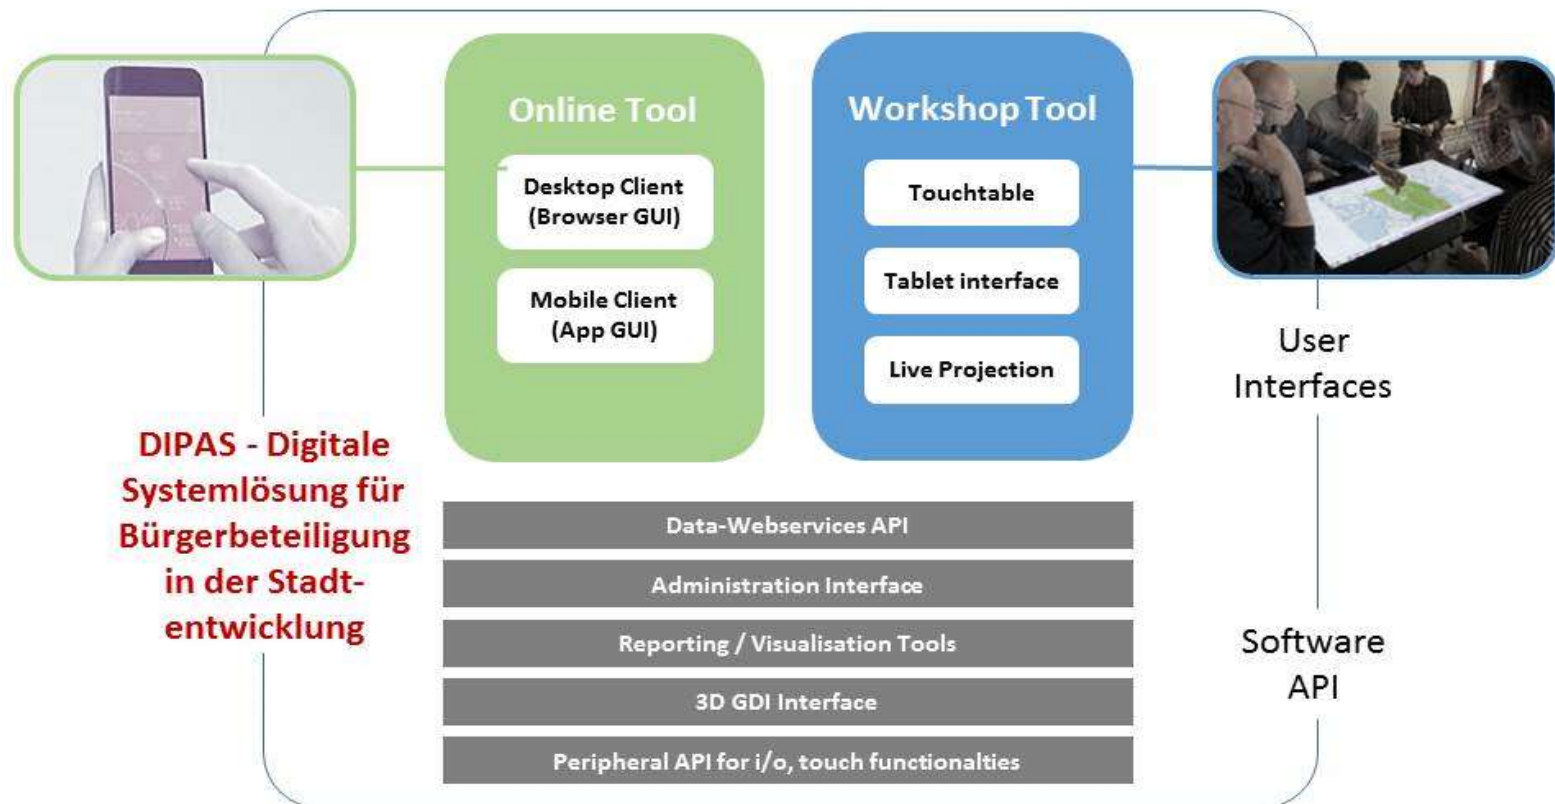 Online Tool
Desktop Client
(Browser GUI)
Mobile Client
(App GUI)
Workshop Tool
Touchtable
Tablet interface
Live Projection
User
Interfaces
DIPAS - Digitale
Systemlösung für
Bürgerbeteiligung
in der Stadt-
entwicklung
Data-Webservices API
Administration Interface
Reporting / Visualisation Tools
3D GDI Interface
Peripheral API for i/o, touch functionalties
Software
API